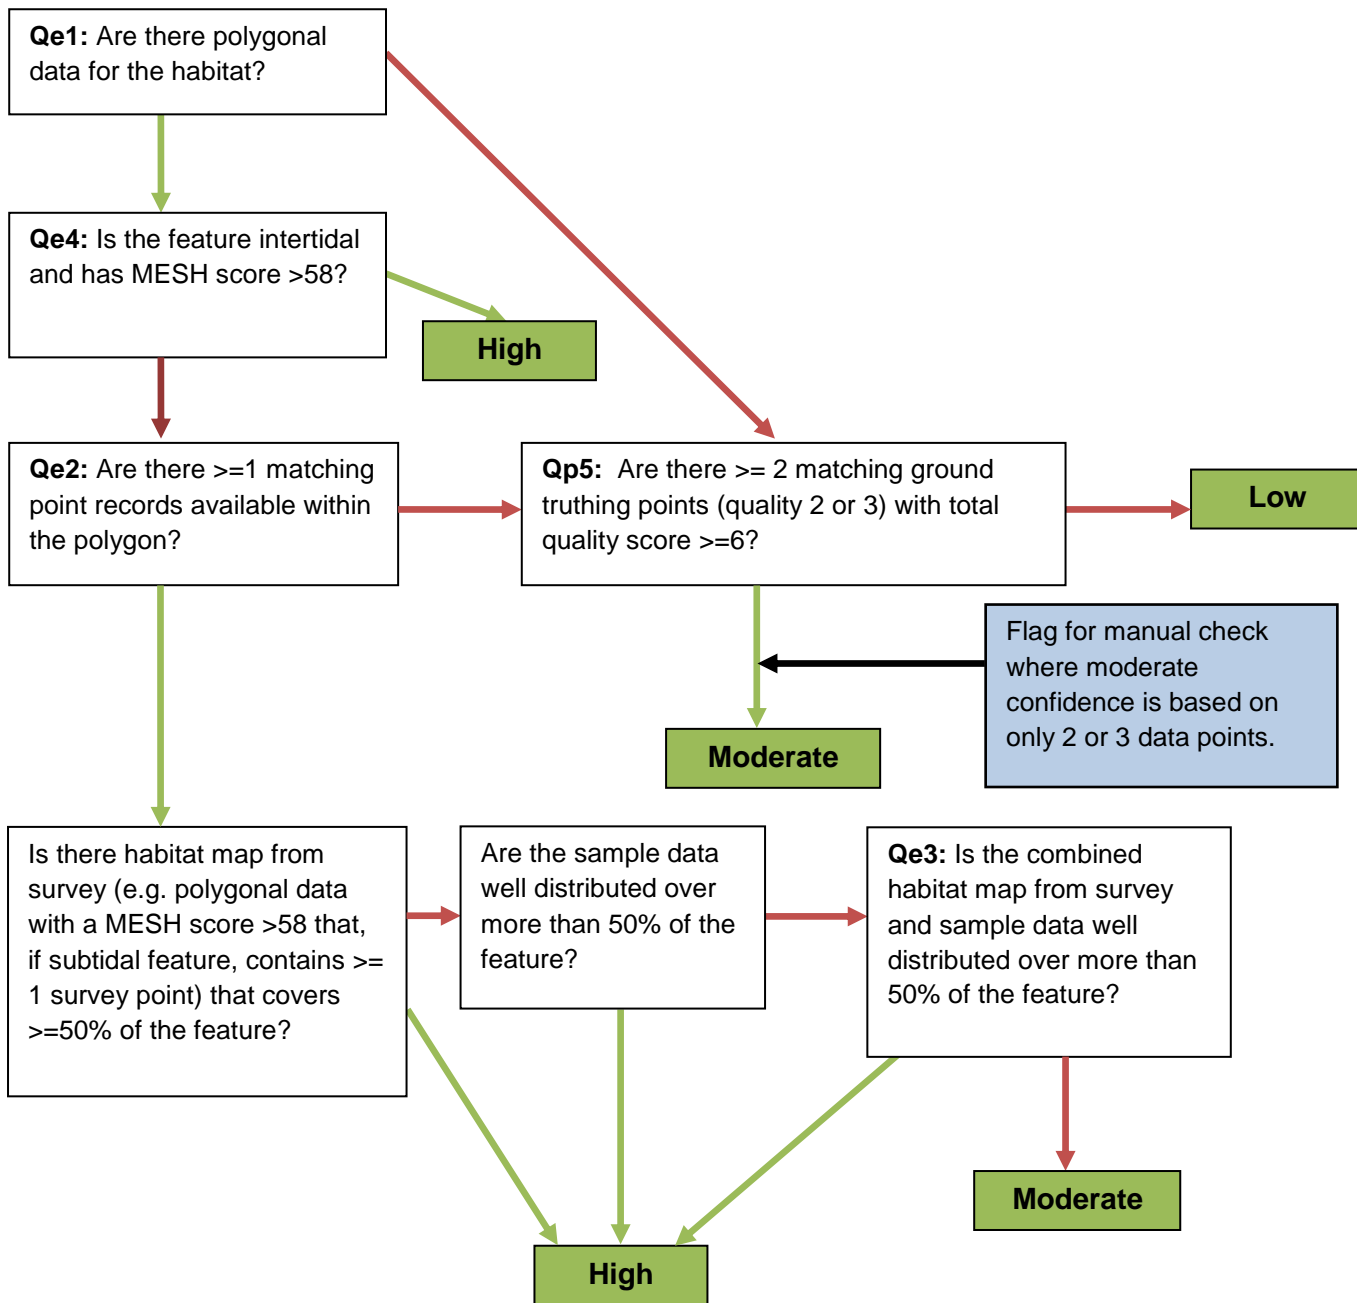 Qe1: Are there polygonal
data for the habitat?
Qe4: Is the feature intertidal
and has MESH score >58?
High
Qe2: Are there >=1 matching
point records available within
the polygon?
Qp5: Are there >= 2 matching ground
truthing points (quality 2 or 3) with total
quality score >=6?
Low
Flag for manual check
where moderate
confidence is based on
only 2 or 3 data points.
Moderate
Is there habitat map from
survey (e.g. polygonal data
with a MESH score >58 that,
if subtidal feature, contains >=
1 survey point) that covers
>=50% of the feature?
Are the sample data
well distributed over
more than 50% of the
feature?
Qe3: Is the combined
habitat map from survey
and sample data well
distributed over more than
50% of the feature?
Moderate
High